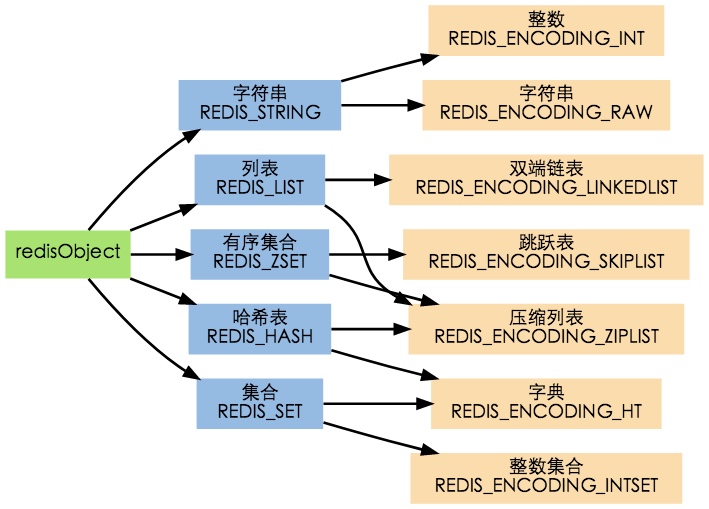 redisObject
字符串
REDIS_STRING
列表
REDIS_LIST
有序集合
REDIS_ZSET
哈希表
REDIS_HASH
集合
REDIS_SET
整数
REDIS_ENCODING_INT
字符串
REDIS_ENCODING_RAW
双端链表
REDIS_ENCODING_LINKEDLIST
跳跃表
REDIS_ENCODING_SKIPLIST
压缩列表
REDIS_ENCODING_ZIPLIST
字典
REDIS_ENCODING_HT
整数集合
REDIS_ENCODING_INTSET